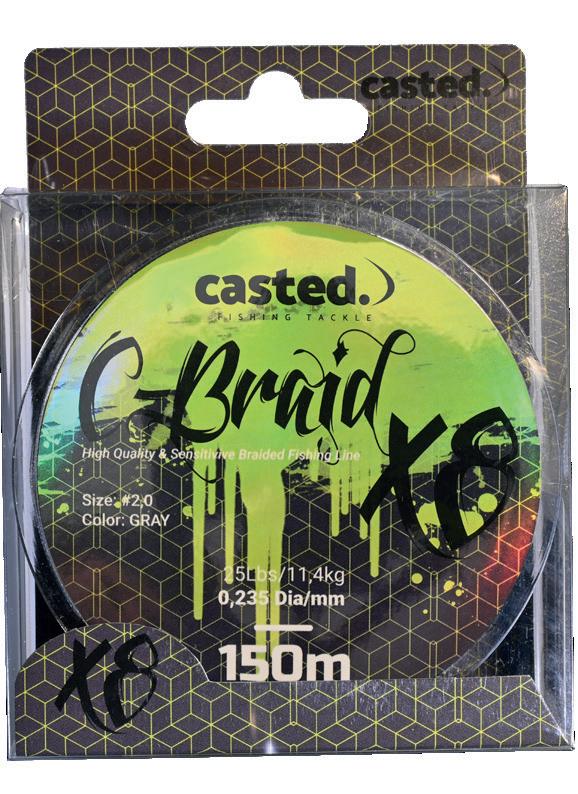 casted.
casted.
FISHING TACKLE
C-Braid
X8
High Quality & Sensitivive Braided Fishing Line
Size: #2,0
Color: GRAY
25Lbs/11,4kg
0,235 Dia/mm
150m
X8